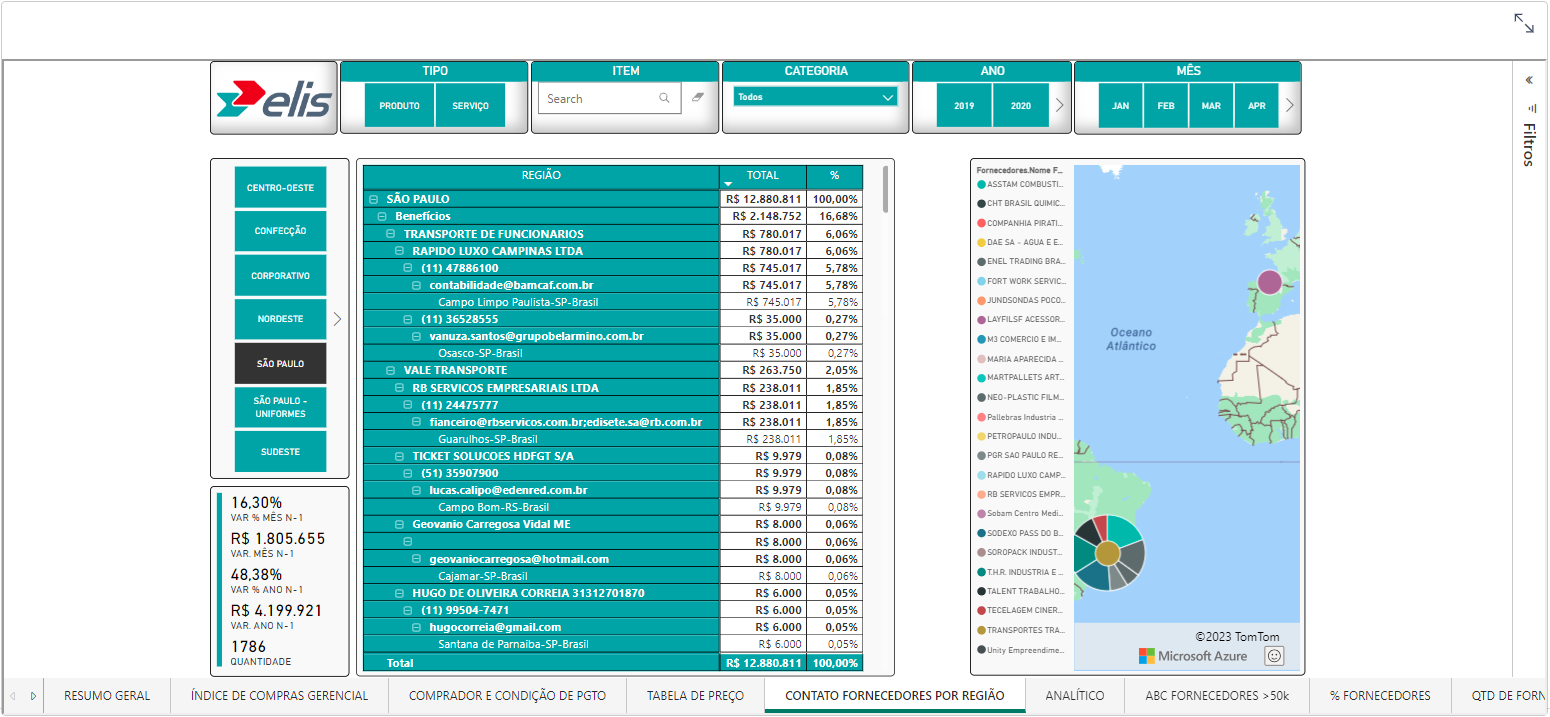 elis
TIPO
PRODUTO
SERVIÇO
ITEM
Search
CATEGORIA
Todos
ANO
2019
2020
MÊS
JAN
FEB
MAR
APR
Filtros
CENTRO-OESTE
CONFECÇÃO
CORPORATIVO
NORDESTE
SÃO PAULO
SÃO PAULO -
UNIFORMES
SUDESTE
16,30%
VAR % MÊS N-1
R$ 1.805.655
VAR. MÊS N-1
48,38%
VAR % ANO N-1
R$ 4.199.921
VAR. ANO N-1
1786
QUANTIDADE
REGIÃO TOTAL %
SÃO PAULO R$ 12.880.811 100,00%
Benefícios R$ 2.148.752 16,68%
TRANSPORTE DE FUNCIONARIOS R$ 780.017 6,06%
RAPIDO LUXO CAMPINAS LTDA R$ 780.017 6,06%
(11) 47886100 R$ 745.017 5,78%
contabilidade@bamcaf.com.br R$ 745.017 5,78%
Campo Limpo Paulista-SP-Brasil R$ 745.017 5,78%
(11) 36528555 R$ 35.000 0,27%
vanuza.santos@grupobelarmino.com.br R$ 35.000 0,27%
Osasco-SP-Brasil R$ 35.000 0,27%
VALE TRANSPORTE R$ 263.750 2,05%
RB SERVICOS EMPRESARIAIS LTDA R$ 238.011 1,85%
(11) 24475777 R$ 238.011 1,85%
fianceiro@rbservicos.com.br;edisete.sa@rb.com.br R$ 238.011 1,85%
Guarulhos-SP-Brasil R$ 238.011 1,85%
TICKET SOLUCOES HDFGT S/A R$ 9.979 0,08%
(51) 35907900 R$ 9.979 0,08%
lucas.calipo@edenred.com.br R$ 9.979 0,08%
Campo Bom-RS-Brasil R$ 9.979 0,08%
Geovanio Carregosa Vidal ME R$ 8.000 0,06%
R$ 8.000 0,06%
geovaniocarregosa@hotmail.com R$ 8.000 0,06%
Cajamar-SP-Brasil R$ 8.000 0,06%
HUGO DE OLIVEIRA CORREIA 31312701870 R$ 6.000 0,05%
(11) 99504-7471 R$ 6.000 0,05%
hugocorreia@gmail.com R$ 6.000 0,05%
Santana de Parnaiba-SP-Brasil R$ 6.000 0,05%
Total R$ 12.880.811 100,00%
Fornecedores.Nome F...
ASSTAM COMBUSTI...
CHT BRASIL QUIMIC...
COMPANHIA PIRATI...
DAE SA - AGUA E E...
ENEL TRADING BRA...
FORT WORK SERVIC...
JUNDSONDAS POCO...
LAYFILSF ACESSOR...
M3 COMERCIO E IM...
MARIA APARECIDA ...
MARTPALLETS ART...
NEO-PLASTIC FILM...
Pallebras Industria ...
PETROPAULO INDU...
PGR SAO PAULO RE...
RAPIDO LUXO CAMP...
RB SERVICOS EMPR...
Sobam Centro Medi...
SODEXO PASS DO B...
SOROPACK INDUST...
T.H.R. INDUSTRIA E ...
TALENT TRABALHO...
TECELAGEM CINER...
TRANSPORTES TRA...
Unity Empreendime...
Oceano
Atlântico
©2023 TomTom
Microsoft Azure
RESUMO GERAL
ÍNDICE DE COMPRAS GERENCIAL
COMPRADOR E CONDIÇÃO DE PGTO
TABELA DE PREÇO
CONTATO FORNECEDORES POR REGIÃO
ANALÍTICO
ABC FORNECEDORES >50k
% FORNECEDORES
QTD DE FORN